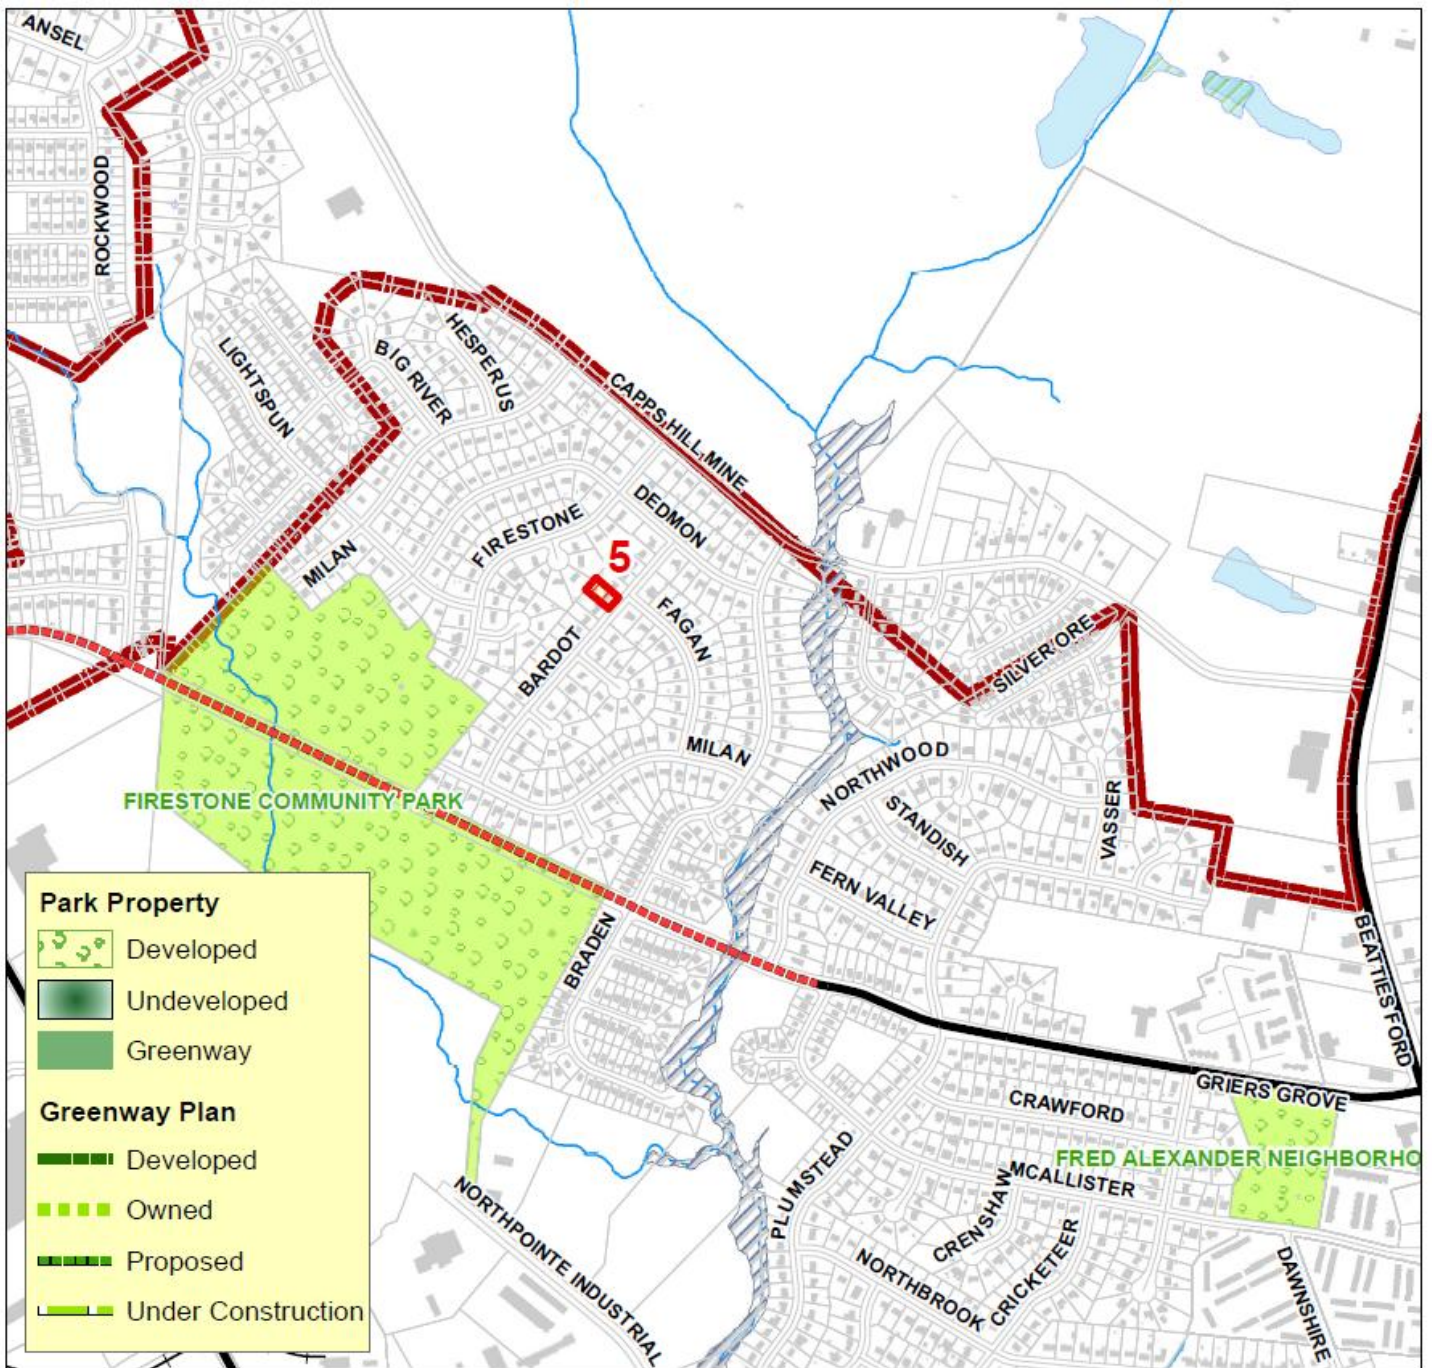 ANSEL
ROCKWOOD
LIGHTSPUN
BIG RIVER
HESPERUS
CAPPS HILL MINE
MILAN
FIRESTONE
DEDMON
5
FAGAN
BARDOT
SILVER ORE
MILAN
NORTHWOOD
STANDISH
VASSER
FERN VALLEY
FIRESTONE COMMUNITY PARK
BRADEN
BEATTIES FORD
GRIERS GROVE
CRAWFORD
FRED ALEXANDER NEIGHBORHO
MCALLISTER
PLUMSTEAD
CRENSHAW
CRICKETEER
NORTHBROOK
NORTHPOINTE INDUSTRIAL
DAWNSHIRE
Park Property
Developed
Undeveloped
Greenway
Greenway Plan
Developed
Owned
Proposed
Under Construction